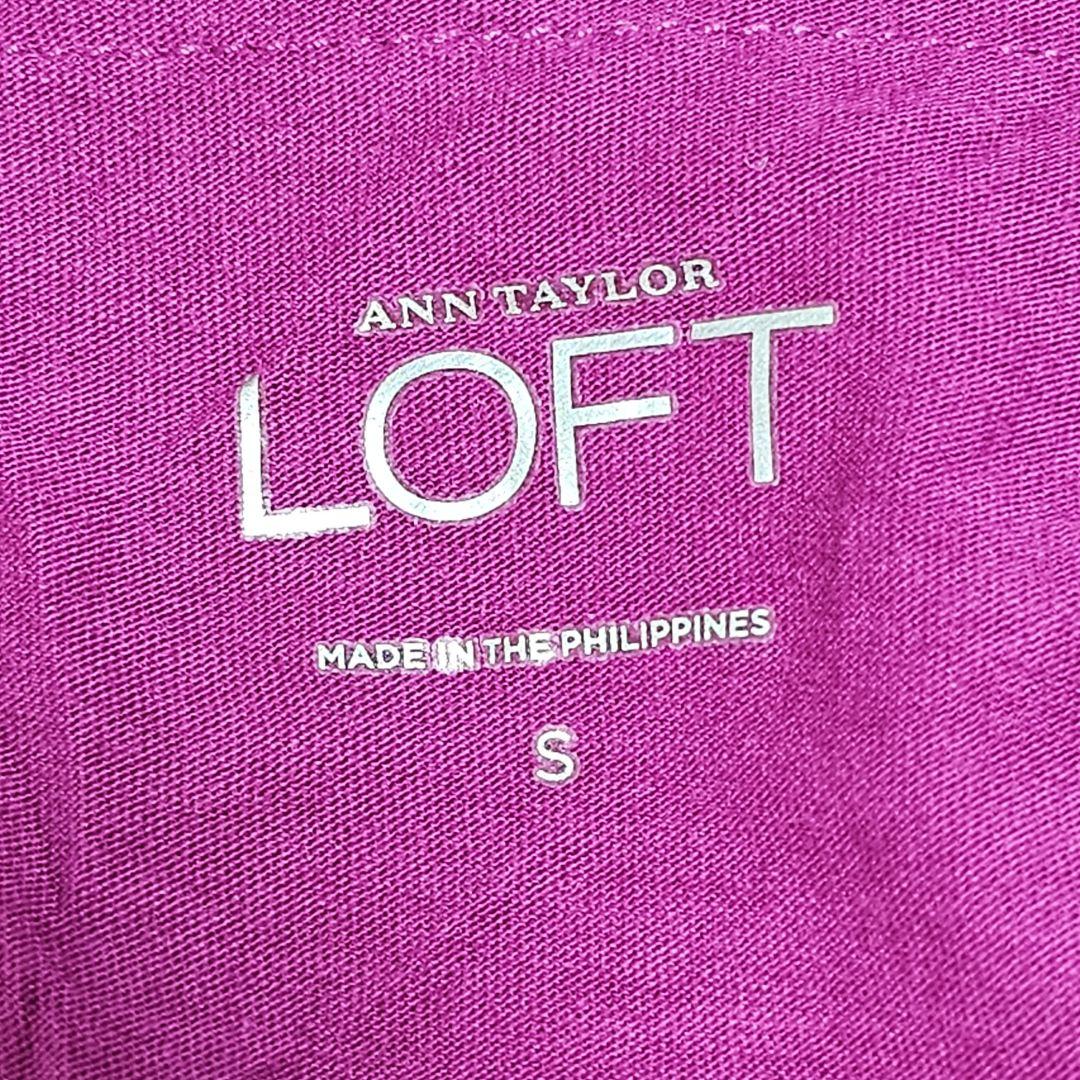 ANN TAYLOR
LOFT
MADE IN THE PHILIPPINES
S